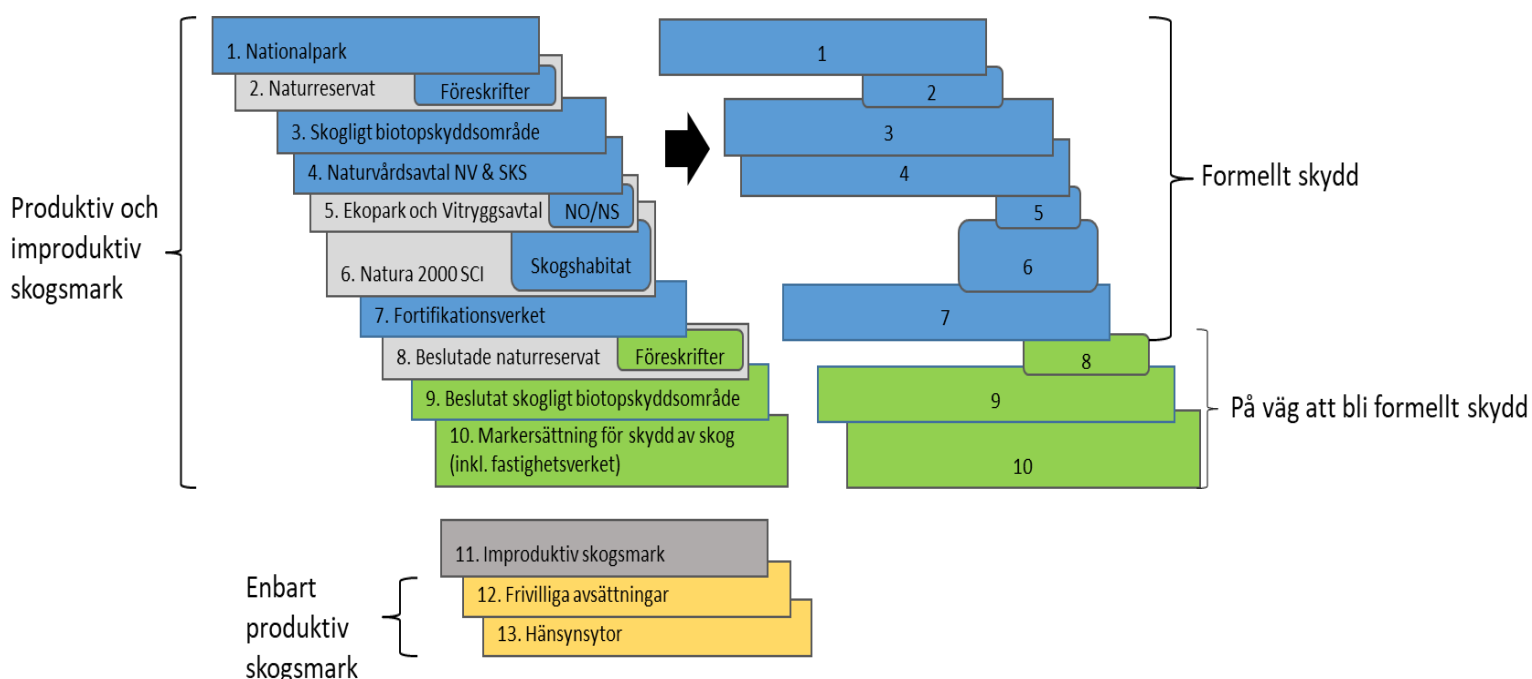 1. Nationalpark
2. Naturreservat
Föreskrifter
3. Skogligt biotopskyddsområde
4. Naturvårdsavtal NV & SKS
5. Ekopark och Vitryggsavtal
NO/NS
6. Natura 2000 SCI
Skogshabitat
7. Fortifikationsverket
8. Beslutade naturreservat
Föreskrifter
9. Beslutat skogligt biotopskyddsområde
10. Markersättning för skydd av skog
(inkl. fastighetsverket)
Produktiv och
improduktiv
skogsmark
1
2
3
4
5
6
7
8
9
10
Formellt skydd
På väg att bli formellt skydd
11. Improduktiv skogsmark
12. Frivilliga avsättningar
13. Hänsynsytor
Enbart
produktiv
skogsmark